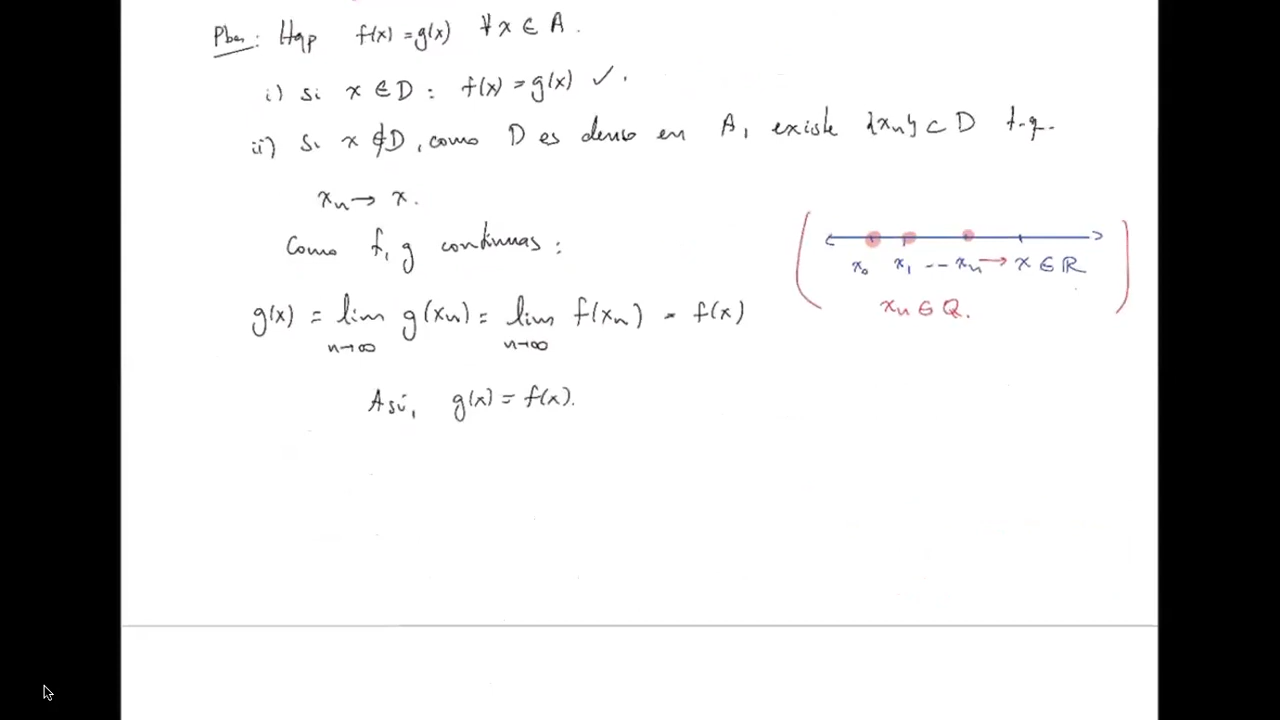 Pba: Hqp f(x) = g(x) ∀ x ∈ A.
i) si x ∈ D : f(x) = g(x) ✓.
ii) Si x ∉ D, como D es denso en A, existe {xₙ} ⊂ D t.q.
xₙ → x.
Como f, g continuas :
g(x) = lim g(xₙ) = lim f(xₙ) = f(x)
n→∞ n→∞
Así, g(x) = f(x).
x₀ x₁ -- xₙ → x ∈ ℝ
xₙ ∈ Q.